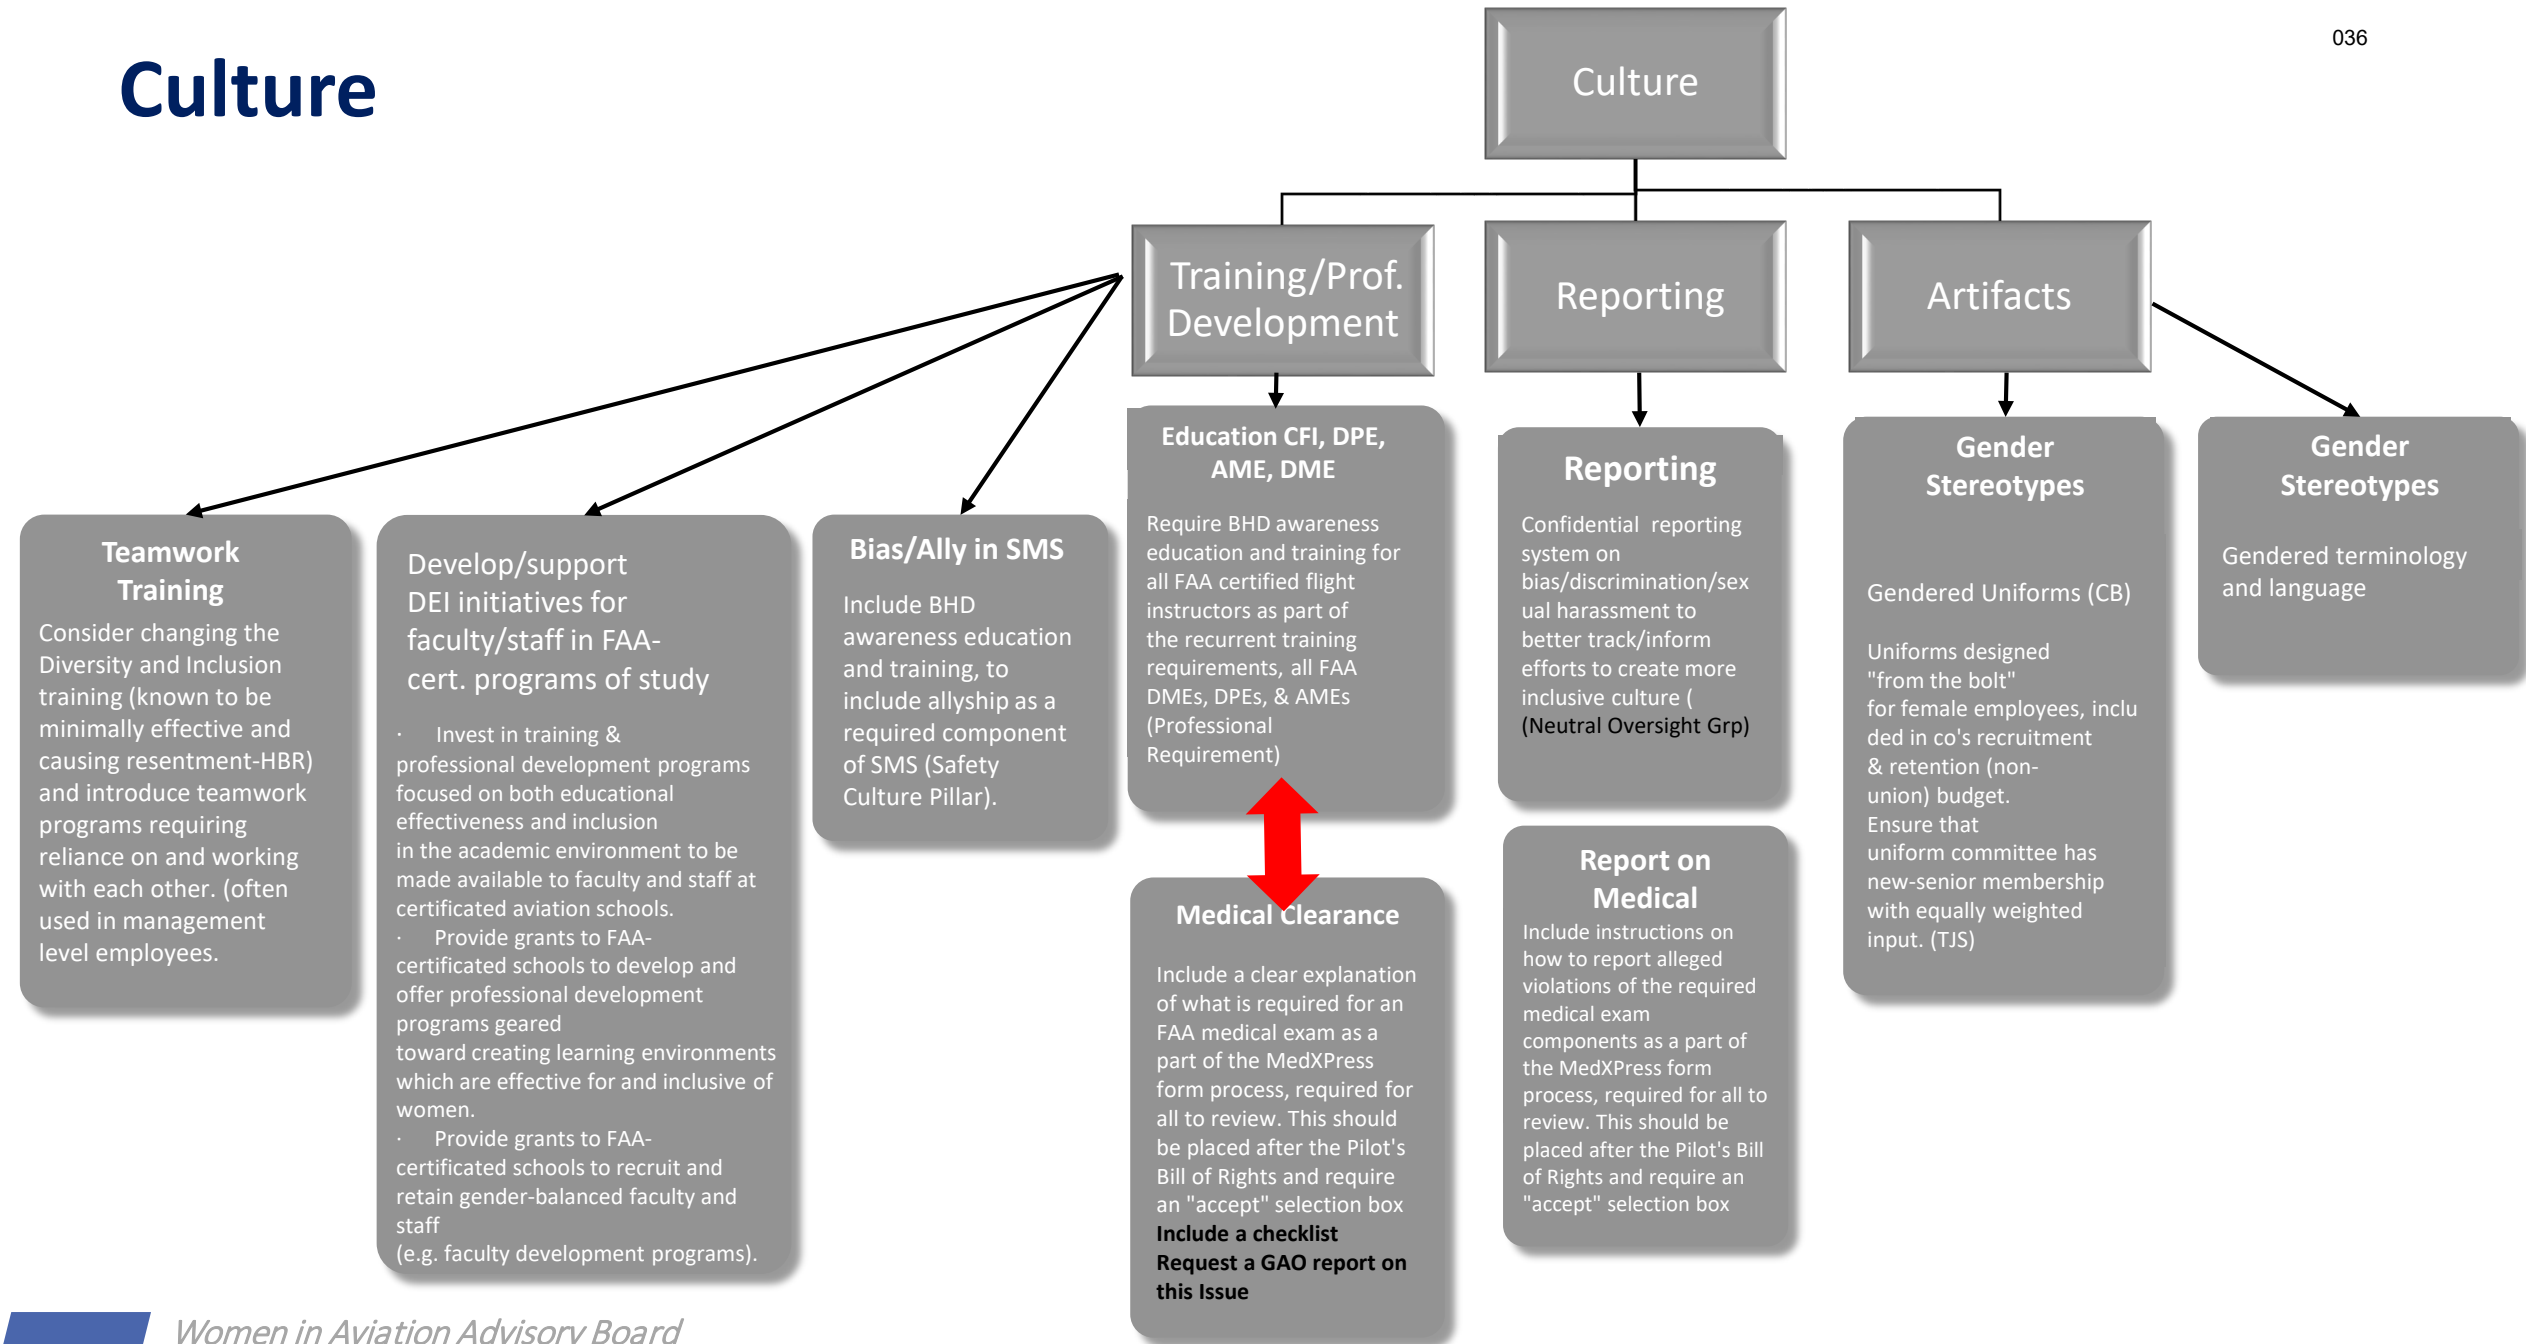 036
Culture
Culture
Training/Prof.
Development
Reporting
Artifacts
Teamwork
Training
Consider changing the
Diversity and Inclusion
training (known to be
minimally effective and
causing resentment-HBR)
and introduce teamwork
programs requiring
reliance on and working
with each other. (often
used in management
level employees.
Develop/support
DEI initiatives for
faculty/staff in FAA-
cert. programs of study
· Invest in training &
professional development programs
focused on both educational
effectiveness and inclusion
in the academic environment to be
made available to faculty and staff at
certificated aviation schools.
· Provide grants to FAA-
certificated schools to develop and
offer professional development
programs geared
toward creating learning environments
which are effective for and inclusive of
women.
· Provide grants to FAA-
certificated schools to recruit and
retain gender-balanced faculty and
staff
(e.g. faculty development programs).
Bias/Ally in SMS
Include BHD
awareness education
and training, to
include allyship as a
required component
of SMS (Safety
Culture Pillar).
Education CFI, DPE,
AME, DME
Require BHD awareness
education and training for
all FAA certified flight
instructors as part of
the recurrent training
requirements, all FAA
DMEs, DPEs, & AMEs
(Professional
Requirement)
Medical Clearance
Include a clear explanation
of what is required for an
FAA medical exam as a
part of the MedXPress
form process, required for
all to review. This should
be placed after the Pilot's
Bill of Rights and require
an "accept" selection box
Include a checklist
Request a GAO report on
this Issue
Reporting
Confidential reporting
system on
bias/discrimination/sex
ual harassment to
better track/inform
efforts to create more
inclusive culture (
(Neutral Oversight Grp)
Report on
Medical
Include instructions on
how to report alleged
violations of the required
medical exam
components as a part of
the MedXPress form
process, required for all to
review. This should be
placed after the Pilot's Bill
of Rights and require an
"accept" selection box
Gender
Stereotypes
Gendered Uniforms (CB)
Uniforms designed
"from the bolt"
for female employees, inclu
ded in co's recruitment
& retention (non-
union) budget.
Ensure that
uniform committee has
new-senior membership
with equally weighted
input. (TJS)
Gender
Stereotypes
Gendered terminology
and language
Women in Aviation Advisory Board